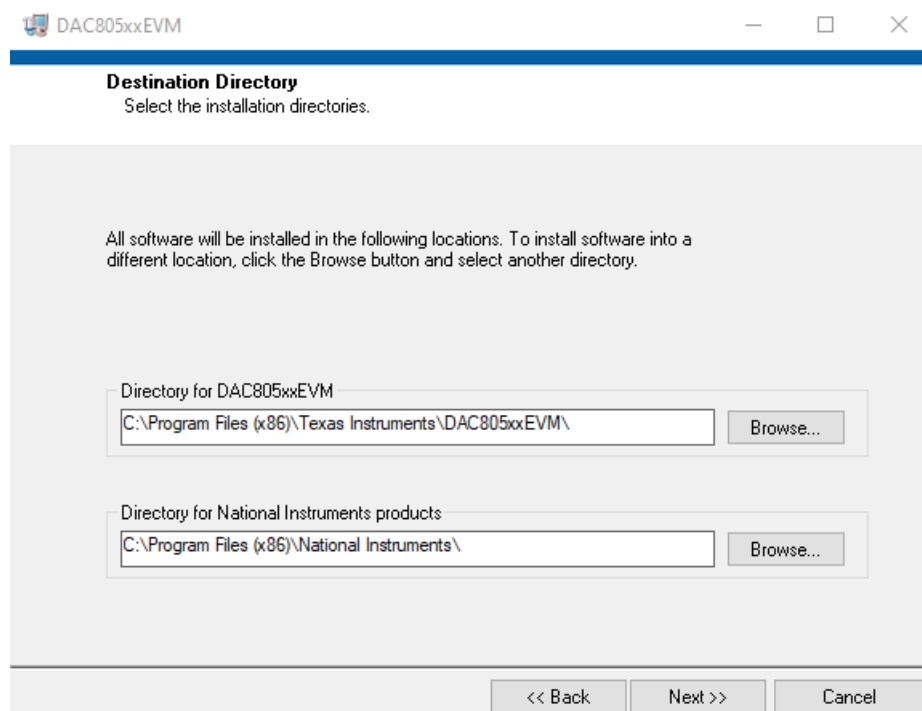 DAC805xxEVM
Destination Directory
Select the installation directories.
All software will be installed in the following locations. To install software into a
different location, click the Browse button and select another directory.
Directory for DAC805xxEVM
C:\Program Files (x86)\Texas Instruments\DAC805xxEVM\
Browse...
Directory for National Instruments products
C:\Program Files (x86)\National Instruments\
Browse...
<< Back
Next >>
Cancel